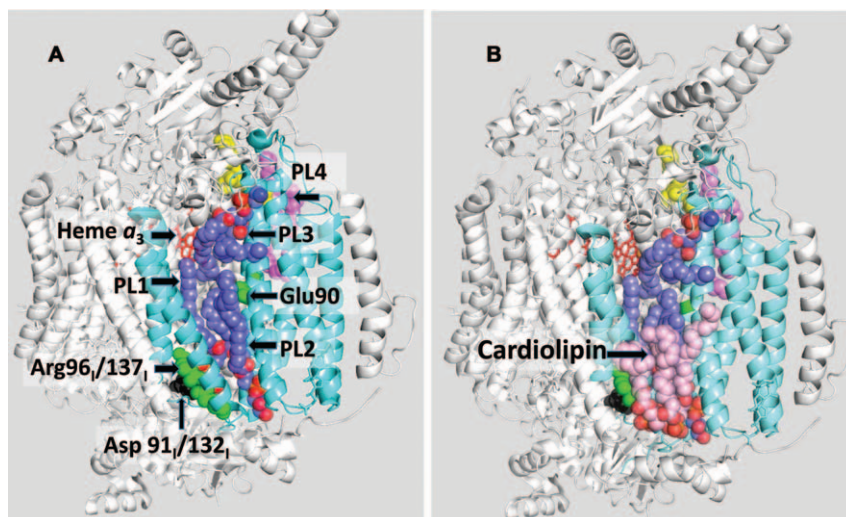 A
PL4
Heme a₃
PL3
PL1
Glu90
PL2
Arg96ᵢ/137ᵢ
Asp 91ᵢ/132ᵢ
B
Cardiolipin